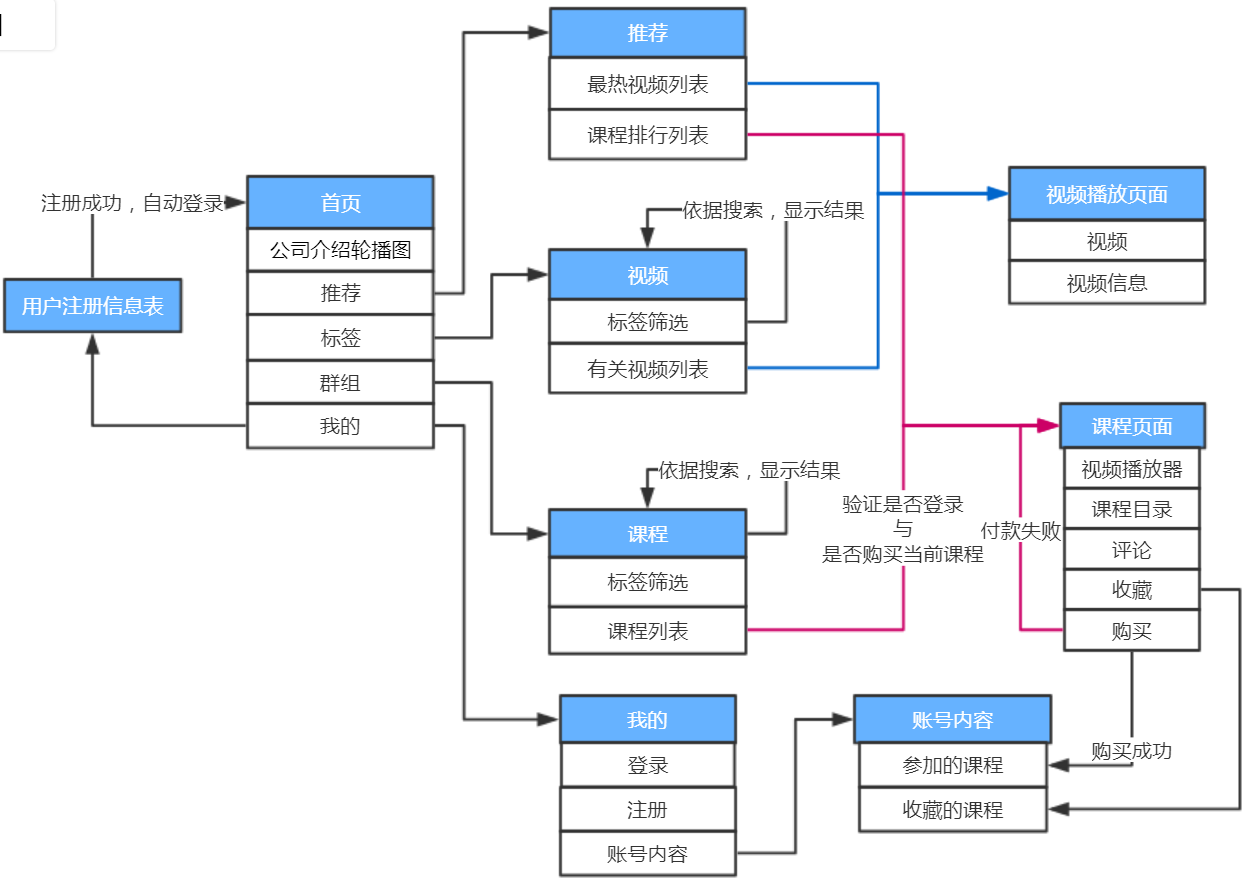 推荐
最热视频列表
课程排行列表
注册成功，自动登录
首页
公司介绍轮播图
推荐
标签
群组
我的
用户注册信息表
依据搜索，显示结果
视频
标签筛选
有关视频列表
视频播放页面
视频
视频信息
依据搜索，显示结果
课程
标签筛选
课程列表
验证是否登录
与
是否购买当前课程
付款失败
课程页面
视频播放器
课程目录
评论
收藏
购买
我的
登录
注册
账号内容
账号内容
参加的课程
收藏的课程
购买成功